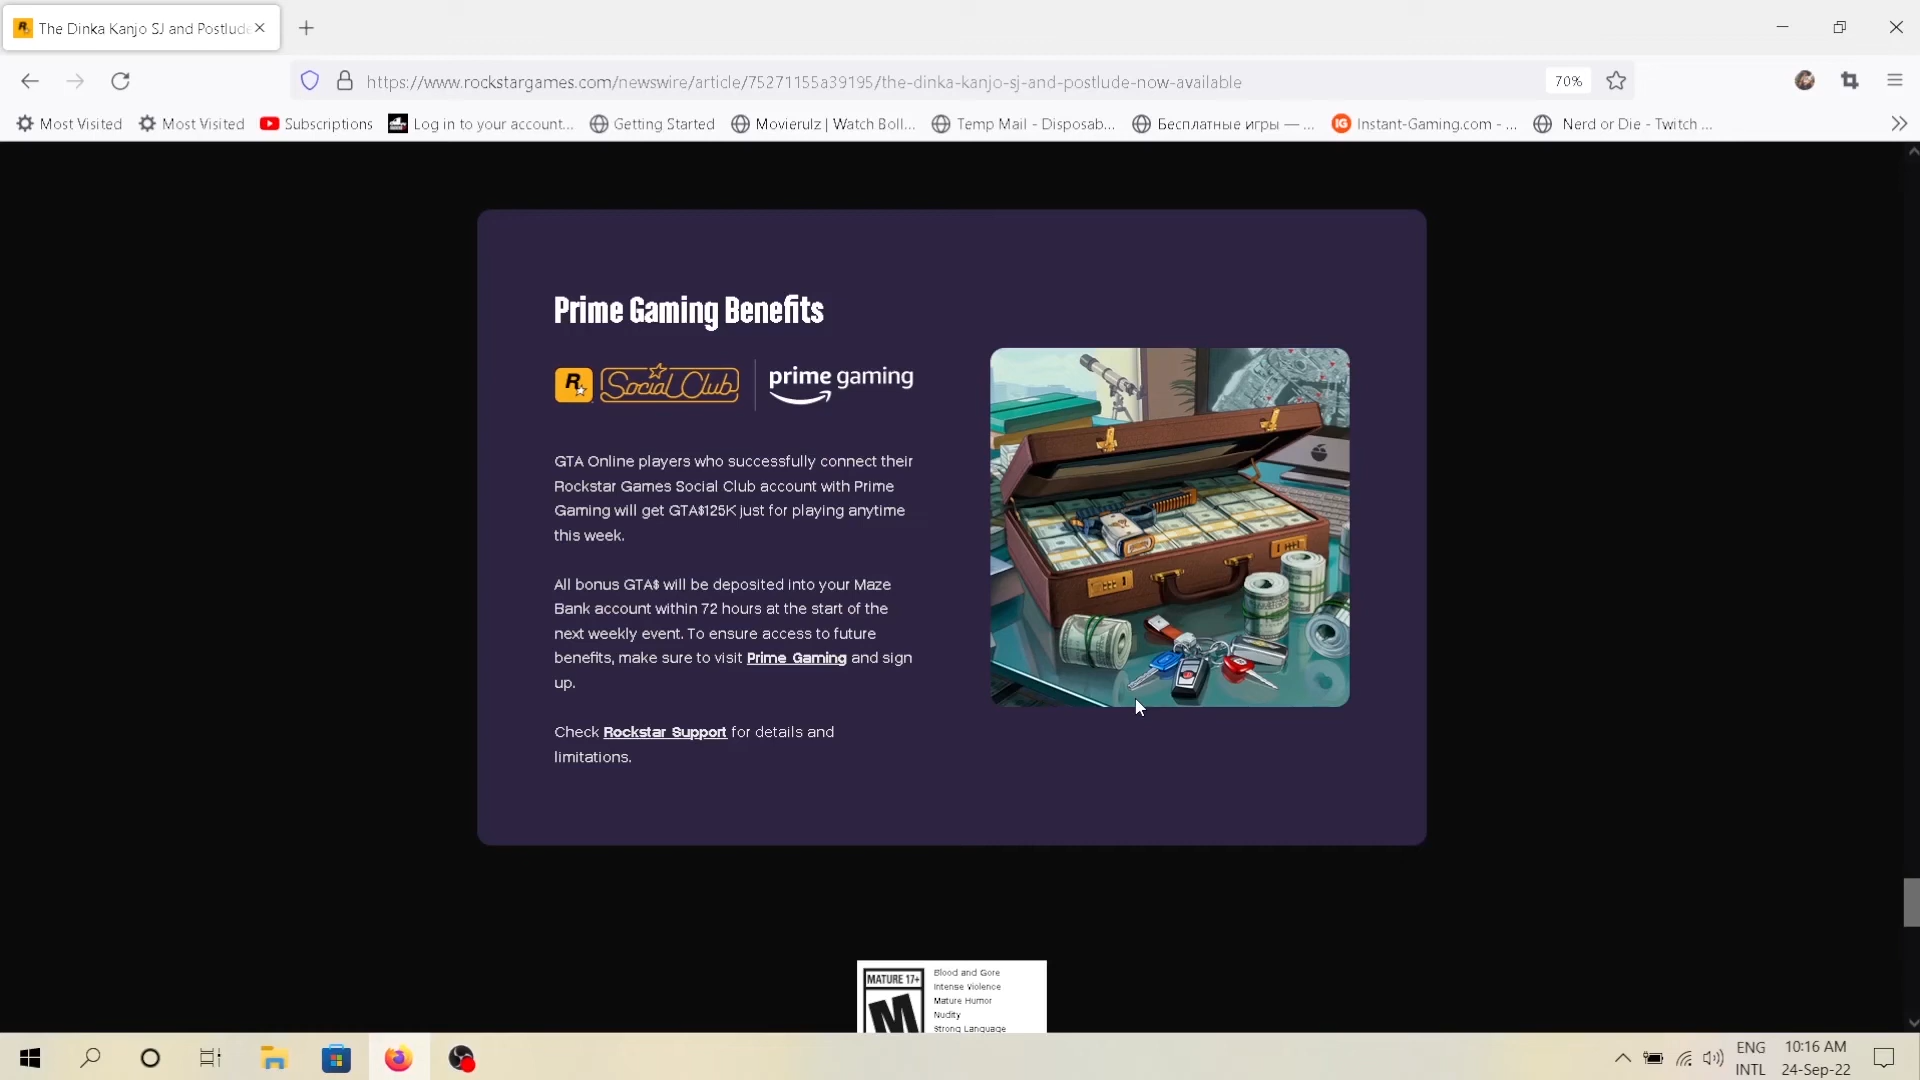 The Dinka Kanjo SJ and Postlude
https://www.rockstargames.com/newswire/article/75271155a39195/the-dinka-kanjo-sj-and-postlude-now-available
70%
Most Visited
Most Visited
Subscriptions
Log in to your account...
Getting Started
Movierulz | Watch Boll...
Temp Mail - Disposab...
Бесплатные игры — ...
IG Instant-Gaming.com - ...
Nerd or Die - Twitch ...
Prime Gaming Benefits
R Social Club
prime gaming
GTA Online players who successfully connect their
Rockstar Games Social Club account with Prime
Gaming will get GTA$125K just for playing anytime
this week.
All bonus GTA$ will be deposited into your Maze
Bank account within 72 hours at the start of the
next weekly event. To ensure access to future
benefits, make sure to visit Prime Gaming and sign
up.
Check Rockstar Support for details and
limitations.
MATURE 17+
M
Blood and Gore
Intense Violence
Mature Humor
Nudity
Strong Language
ENG
INTL
10:16 AM
24-Sep-22